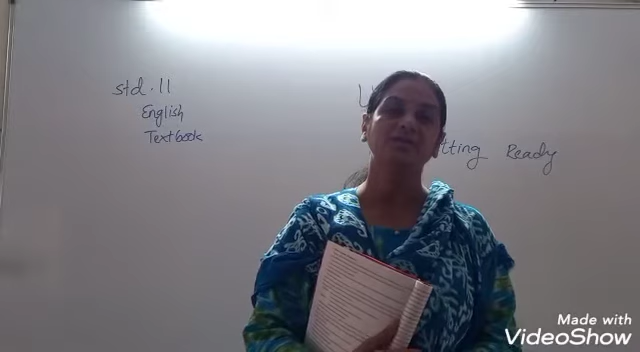 std. 11
English
Textbook
tting Ready
Made with
VideoShow